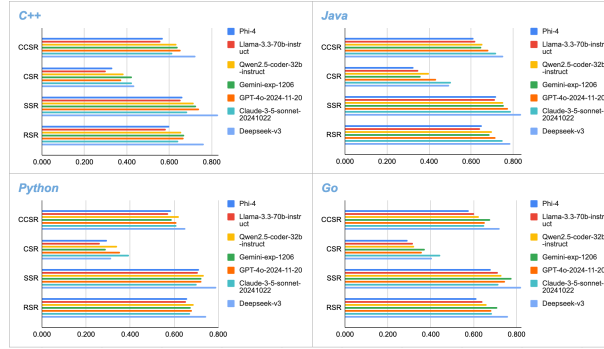 C++
CCSR
CSR
SSR
RSR
0.000
0.200
0.400
0.600
0.800
Phi-4
Llama-3.3-70b-instr
uct
Qwen2.5-coder-32b
-instruct
Gemini-exp-1206
GPT-4o-2024-11-20
Claude-3-5-sonnet-
20241022
Deepseek-v3
Java
CCSR
CSR
SSR
RSR
0.000
0.200
0.400
0.600
0.800
Phi-4
Llama-3.3-70b-instr
uct
Qwen2.5-coder-32b
-instruct
Gemini-exp-1206
GPT-4o-2024-11-20
Claude-3-5-sonnet-
20241022
Deepseek-v3
Python
CCSR
CSR
SSR
RSR
0.000
0.200
0.400
0.600
0.800
Phi-4
Llama-3.3-70b-instr
uct
Qwen2.5-coder-32b
-instruct
Gemini-exp-1206
GPT-4o-2024-11-20
Claude-3-5-sonnet-
20241022
Deepseek-v3
Go
CCSR
CSR
SSR
RSR
0.000
0.200
0.400
0.600
0.800
Phi-4
Llama-3.3-70b-instr
uct
Qwen2.5-coder-32b
-instruct
Gemini-exp-1206
GPT-4o-2024-11-20
Claude-3-5-sonnet-
20241022
Deepseek-v3